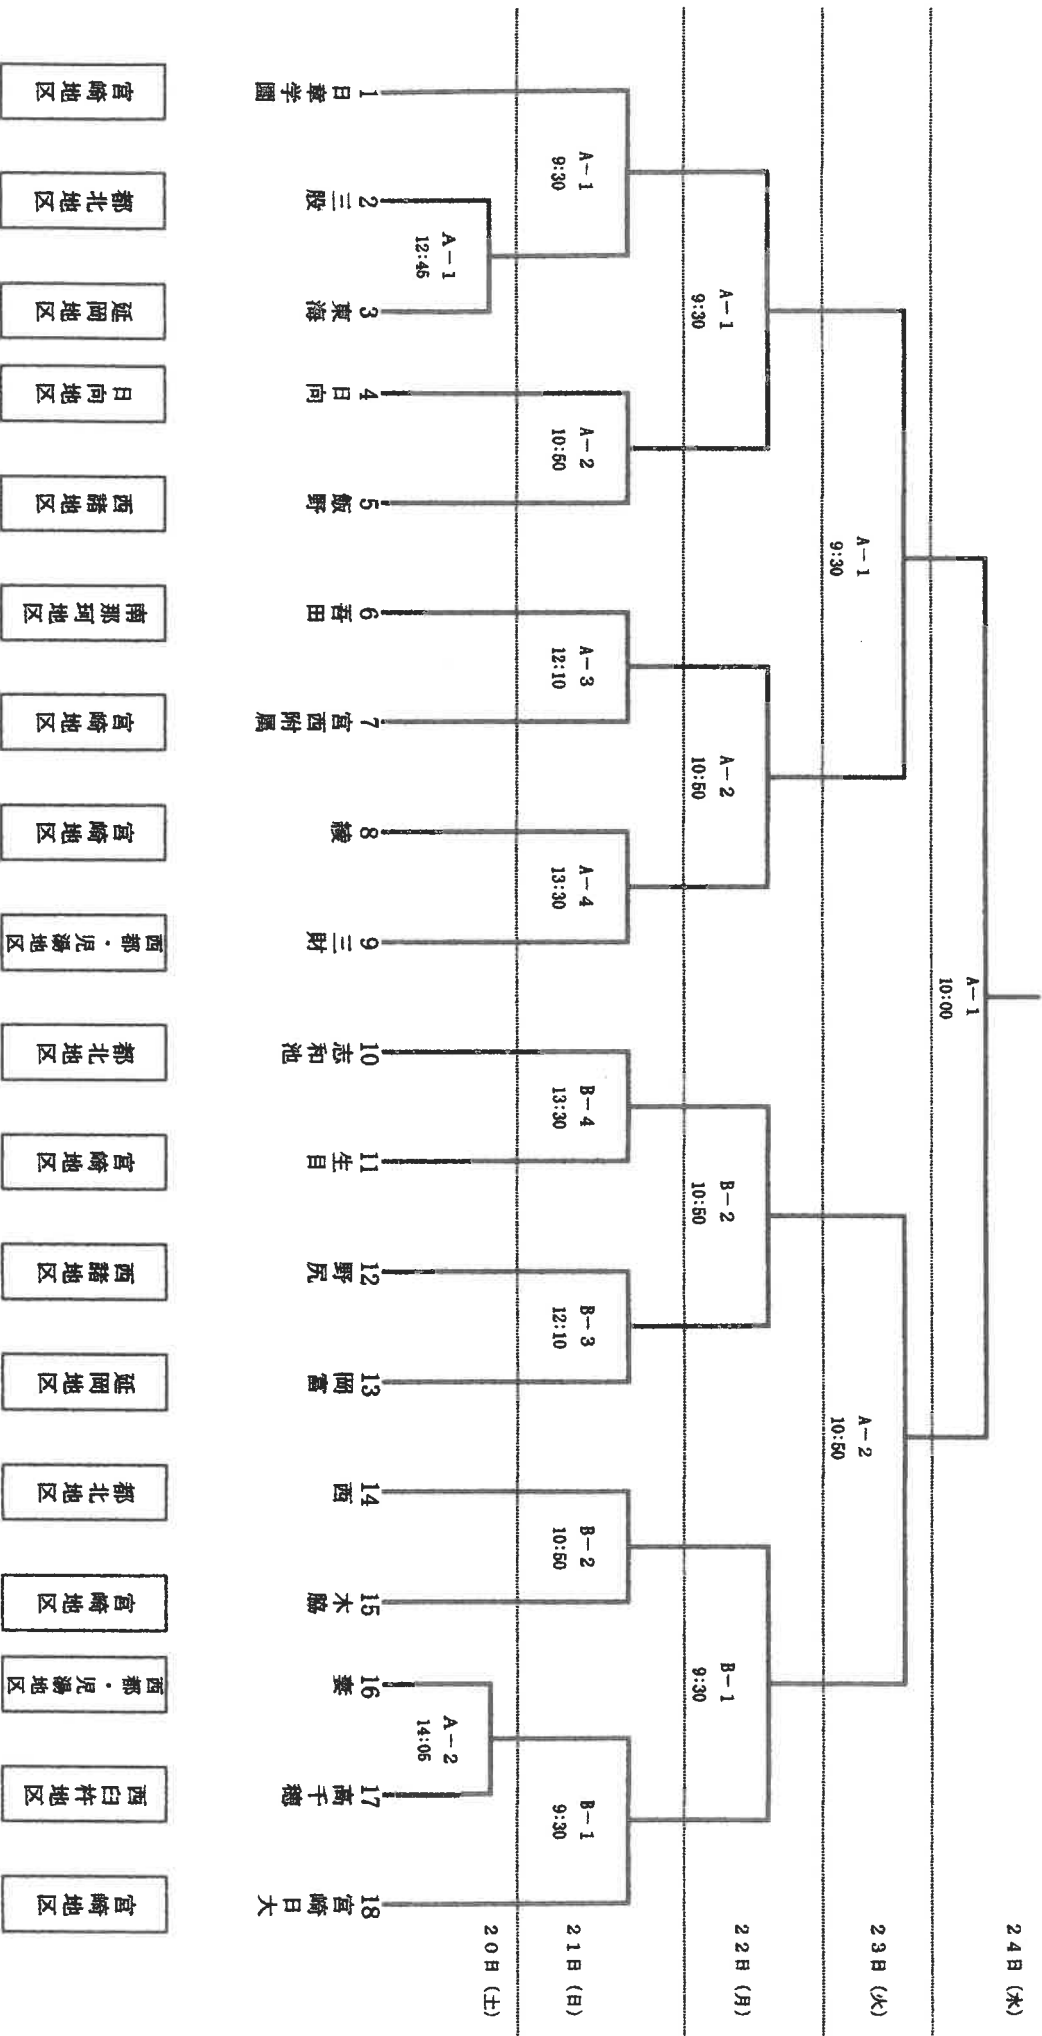 24日（水）
A－1
10:00
23日（火）
A－1
9:30
A－2
10:50
22日（月）
A－1
9:30
A－2
10:50
B－2
10:50
B－1
9:30
21日（日）
A－1
9:30
A－2
10:50
A－3
12:10
A－4
13:30
B－4
13:30
B－3
12:10
B－2
10:50
B－1
9:30
20日（土）
A－1
12:45
A－2
14:05
1 日章学園
2 三股
3 東海
4 日向
5 飯野
6 吾田
7 宮西附属
8 綾
9 三財
10 志和池
11 生目
12 野尻
13 岡富
14 西
15 木脇
16 妻
17 高千穂
18 宮崎日大
宮崎地区
都北地区
延岡地区
日向地区
西諸地区
南那珂地区
宮崎地区
宮崎地区
西都・児湯地区
都北地区
宮崎地区
西諸地区
延岡地区
都北地区
宮崎地区
西都・児湯地区
西臼杵地区
宮崎地区